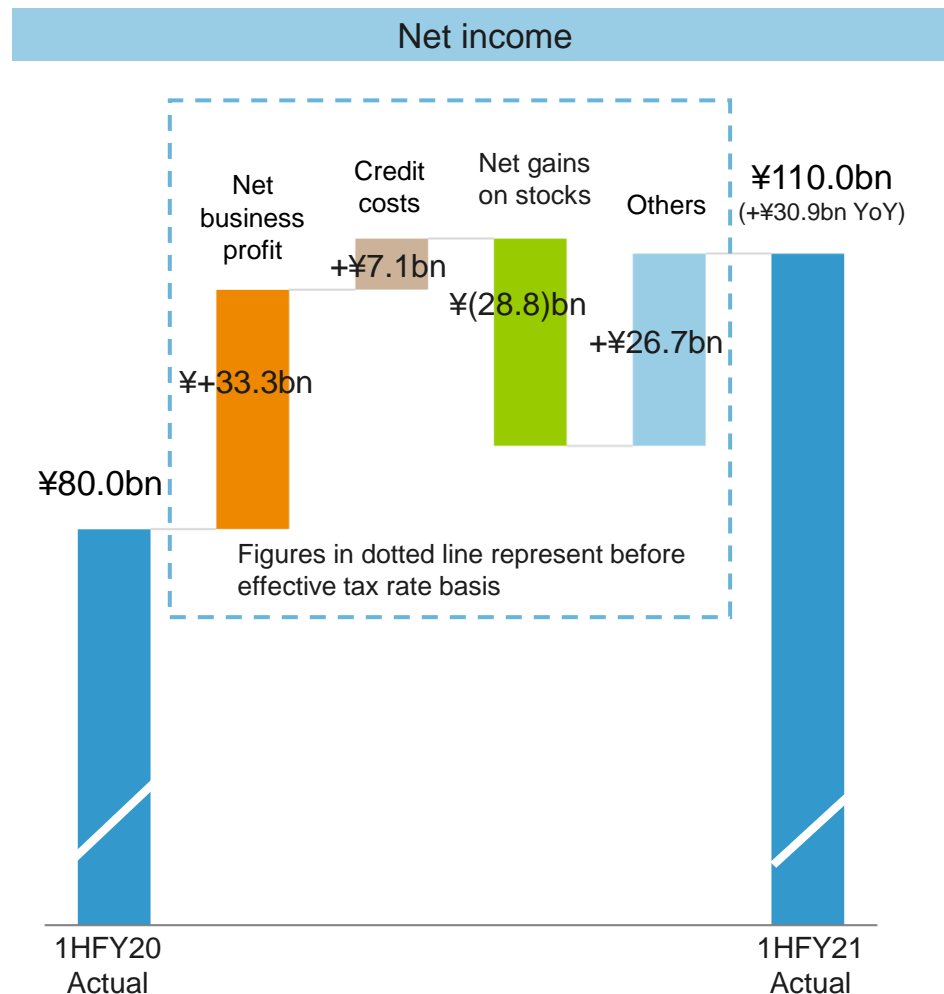 Net income
Net
business
profit
¥+33.3bn
Credit
costs
+¥7.1bn
Net gains
on stocks
¥(28.8)bn
Others
+¥26.7bn
¥110.0bn
(+¥30.9bn YoY)
¥80.0bn
Figures in dotted line represent before
effective tax rate basis
1HFY20
Actual
1HFY21
Actual